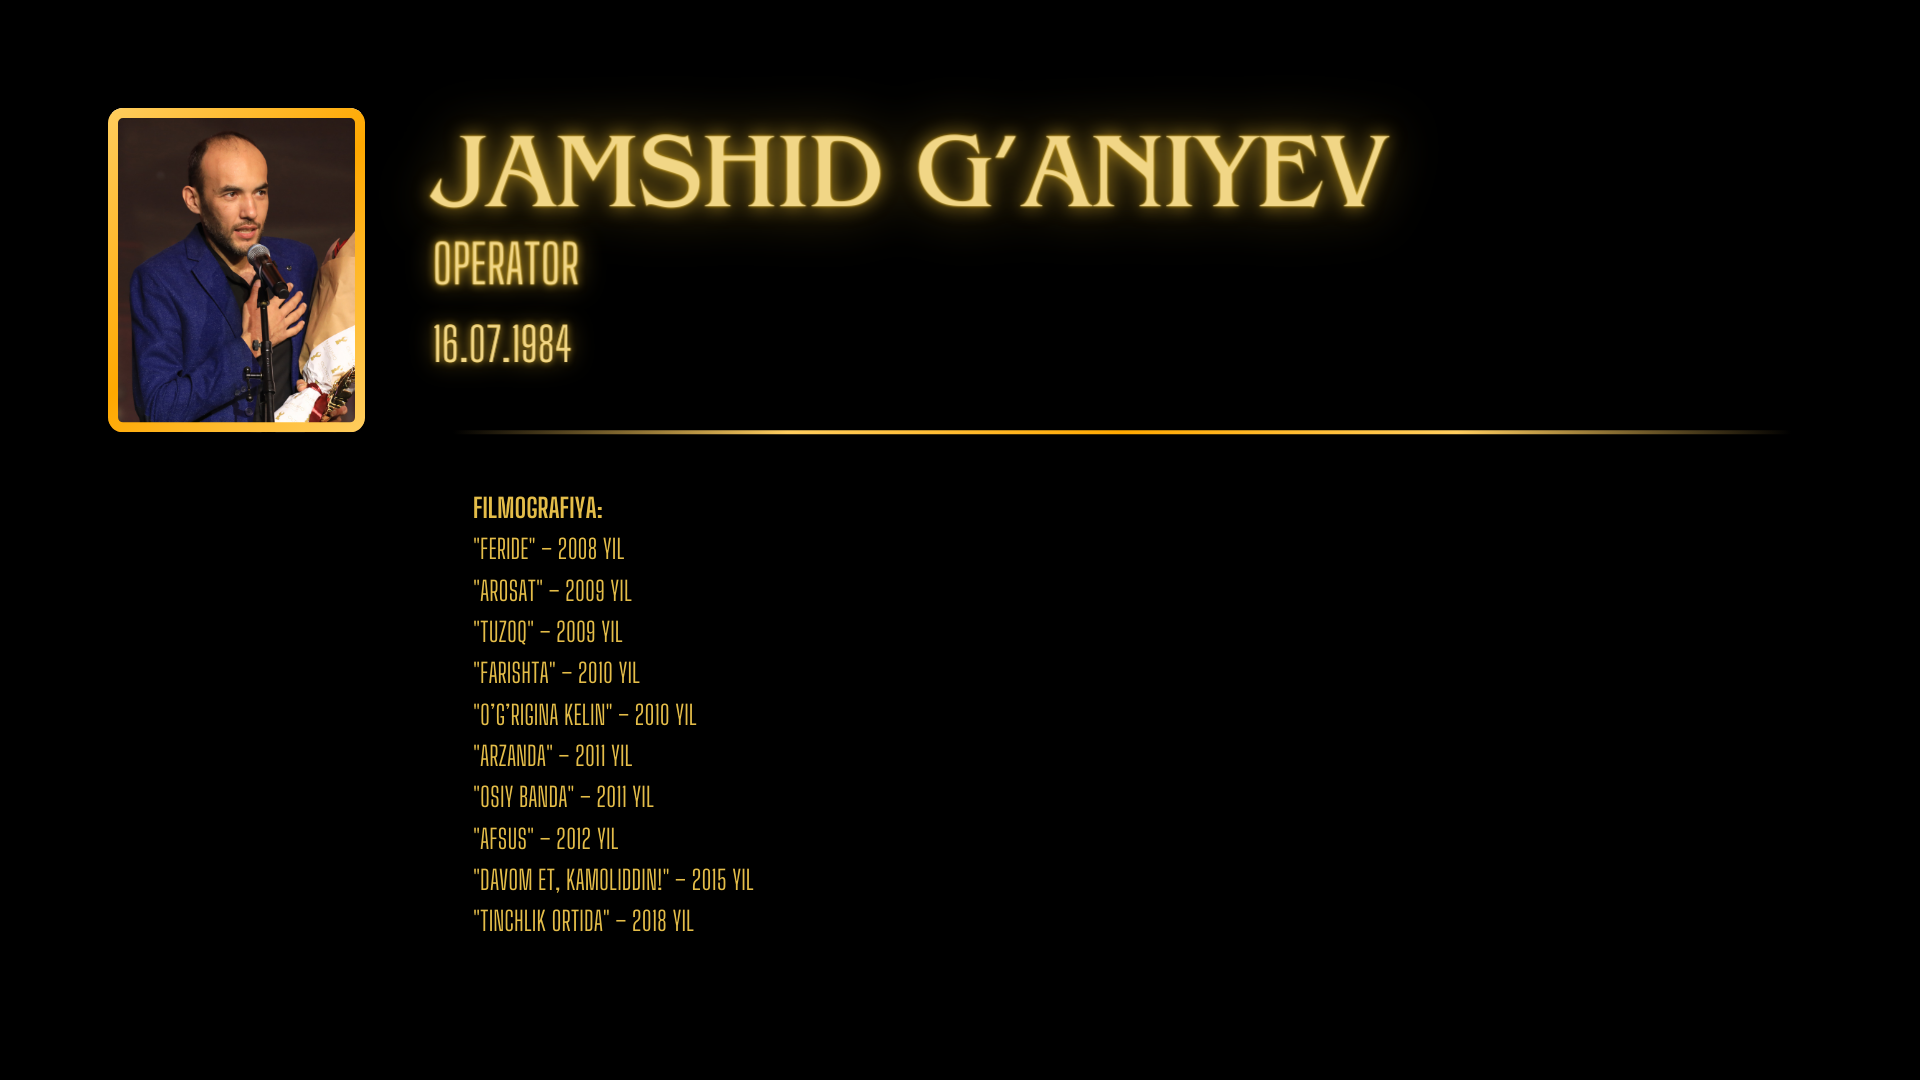 JAMSHID G'ANIYEV
OPERATOR
16.07.1984
FILMOGRAFIYA:
"FERIDE" – 2008 YIL
"AROSAT" – 2009 YIL
"TUZOQ" – 2009 YIL
"FARISHTA" – 2010 YIL
"O’G’RIGINA KELIN" – 2010 YIL
"ARZANDA" – 2011 YIL
"OSIY BANDA" – 2011 YIL
"AFSUS" – 2012 YIL
"DAVOM ET, KAMOLIDDIN!" – 2015 YIL
"TINCHLIK ORTIDA" – 2018 YIL